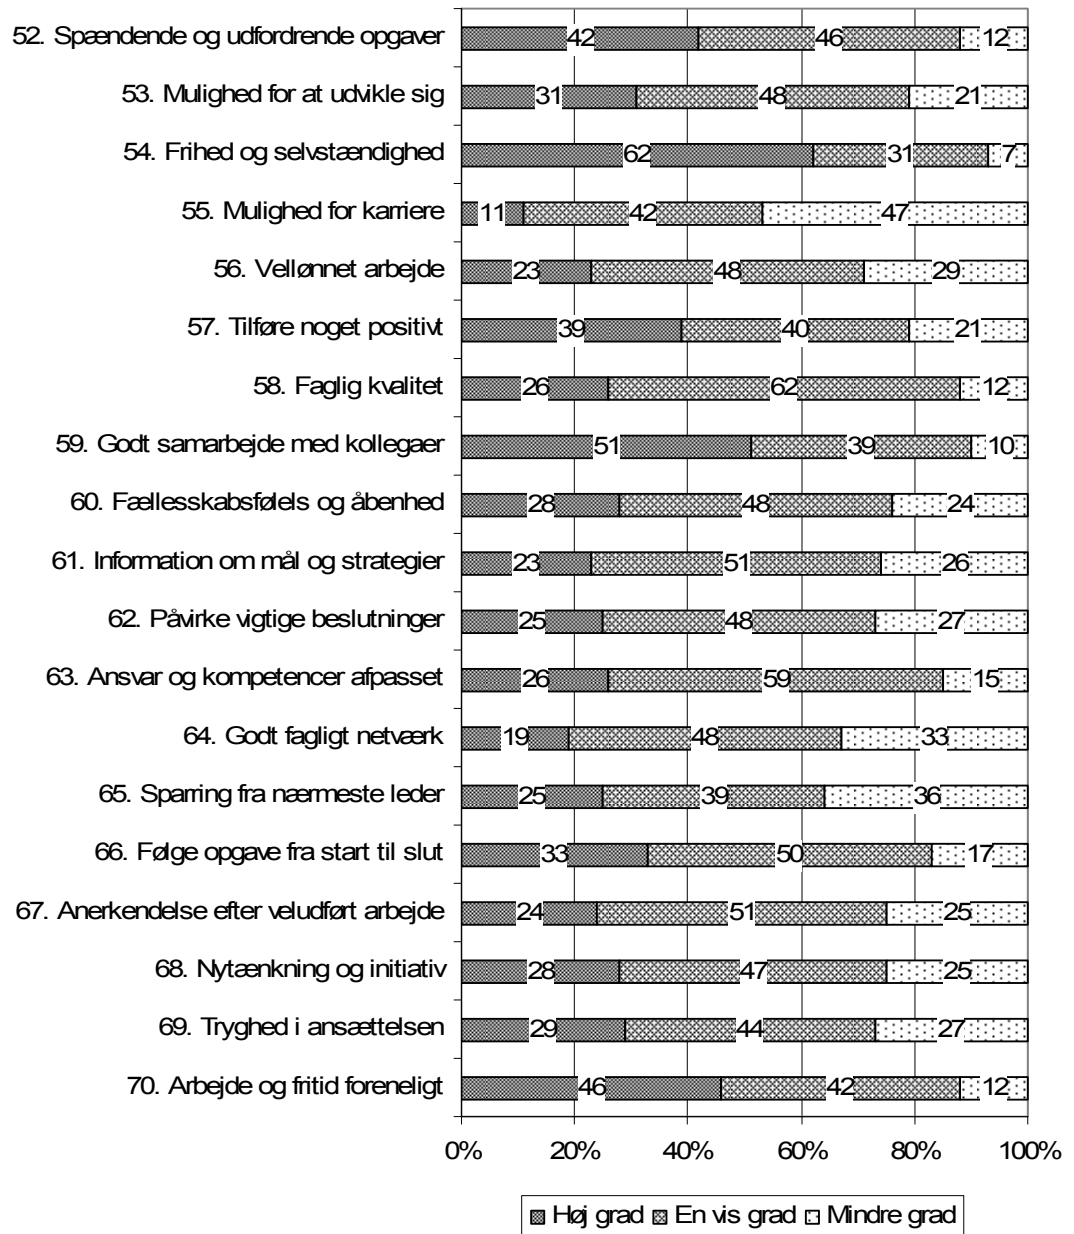 52. Spændende og udfordrende opgaver 42 46 12
53. Mulighed for at udvikle sig 31 48 21
54. Frihed og selvstændighed 62 31 7
55. Mulighed for karriere 11 42 47
56. Vellønnet arbejde 23 48 29
57. Tilføre noget positivt 39 40 21
58. Faglig kvalitet 26 62 12
59. Godt samarbejde med kollegaer 51 39 10
60. Fællesskabsfølels og åbenhed 28 48 24
61. Information om mål og strategier 23 51 26
62. Påvirke vigtige beslutninger 25 48 27
63. Ansvar og kompetencer afpasset 26 59 15
64. Godt fagligt netværk 19 48 33
65. Sparring fra nærmeste leder 25 39 36
66. Følge opgave fra start til slut 33 50 17
67. Anerkendelse efter veludført arbejde 24 51 25
68. Nytænkning og initiativ 28 47 25
69. Tryghed i ansættelsen 29 44 27
70. Arbejde og fritid foreneligt 46 42 12
0% 20% 40% 60% 80% 100%
Høj grad En vis grad Mindre grad